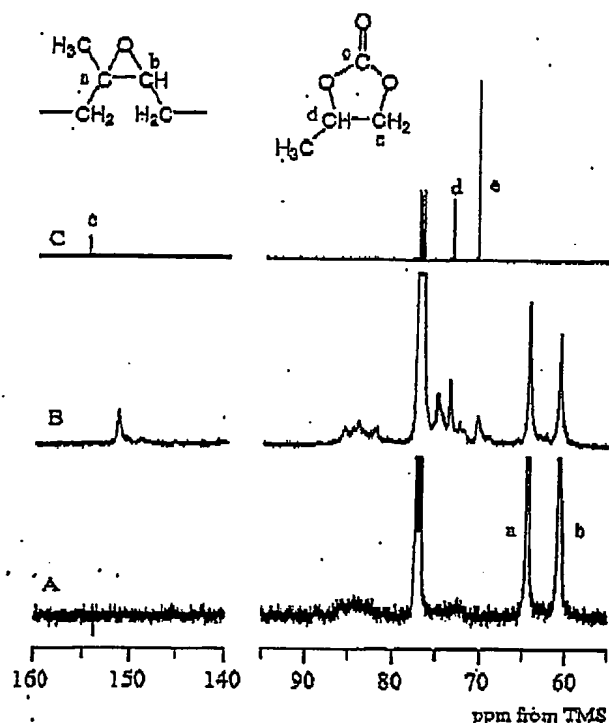 O
H₃C O b
C CH
CH₂ H₂C
c
O C O
d CH CH₂
H₃C
d e
C
B
b
A
160 150 140 90 80 70 60
ppm from TMS